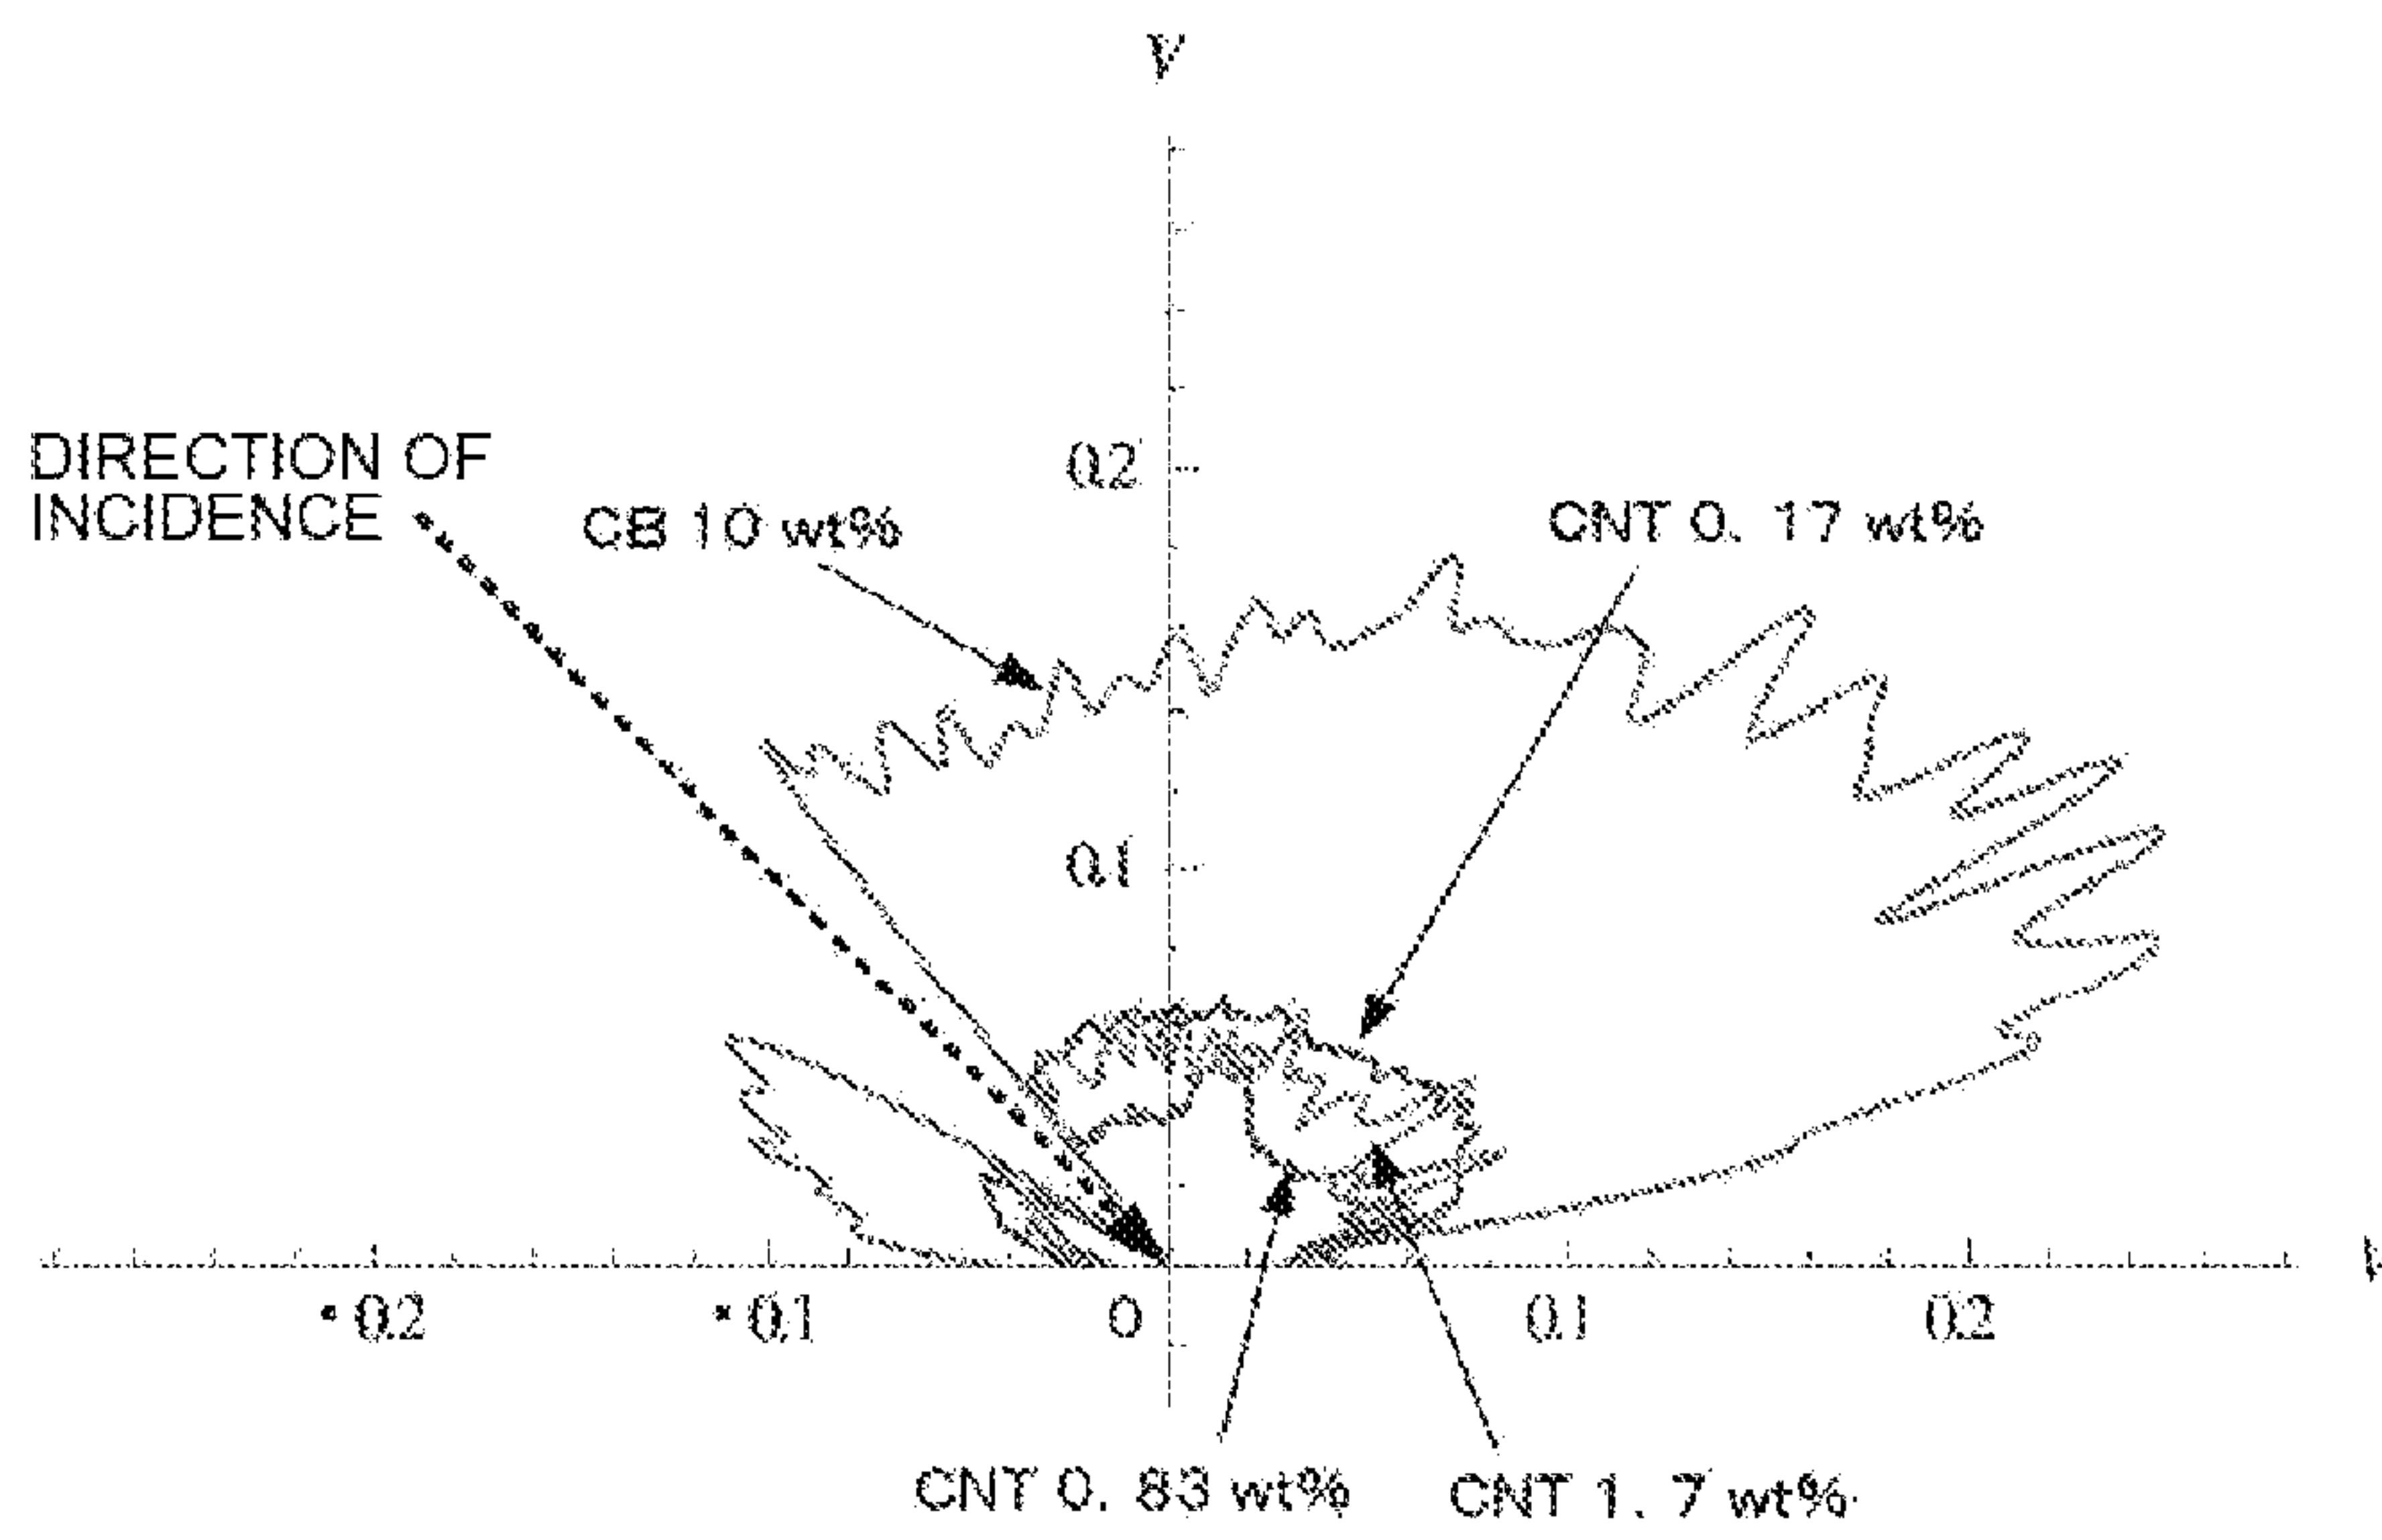 y
0.2
DIRECTION OF
INCIDENCE
CB 10 wt%
CNT 0. 17 wt%
0.1
-0.2
-0.1
0
0.1
0.2
CNT 0. 83 wt%
CNT 1. 7 wt%